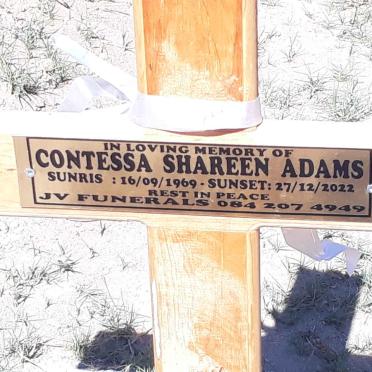 IN LOVING MEMORY OF
CONTESSA SHAREEN ADAMS
SUNRIS : 16/09/1969 - SUNSET: 27/12/2022
REST IN PEACE
JV FUNERALS 084 207 4949